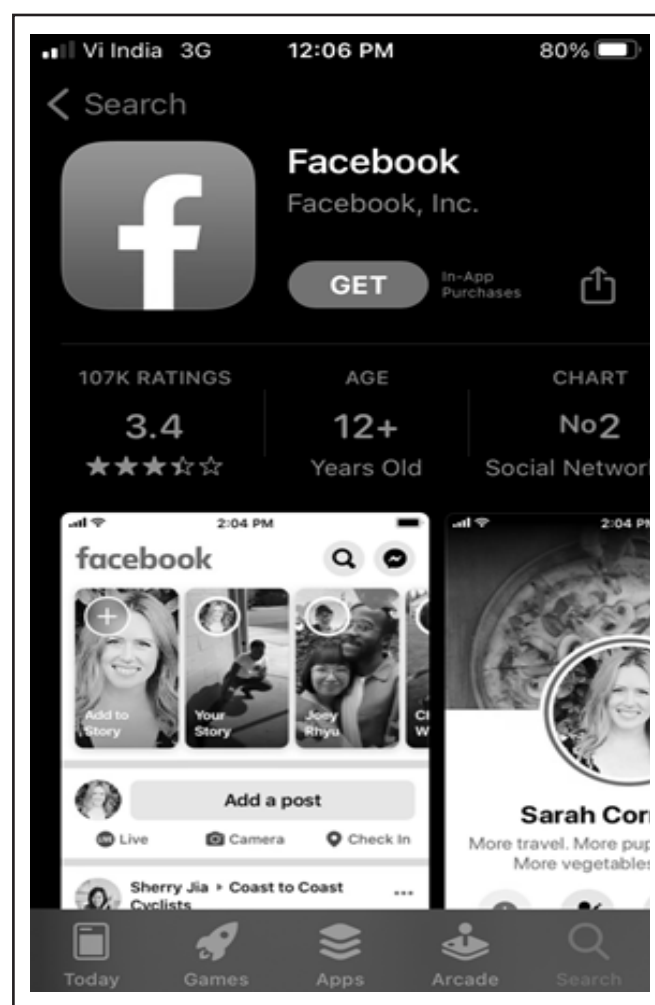 Vi India 3G 12:06 PM 80%
Search
Facebook
Facebook, Inc.
GET In-App Purchases
107K RATINGS AGE CHART
3.4 12+ No2
Years Old Social Networ
2:04 PM 2:04 PM
facebook
Add to Story Your Story Joey Rhyu
Add a post
Live Camera Check In
Sherry Jia ▸ Coast to Coast Cyclists
Sarah Cor
More travel. More pup
More vegetables
Today Games Apps Arcade Search